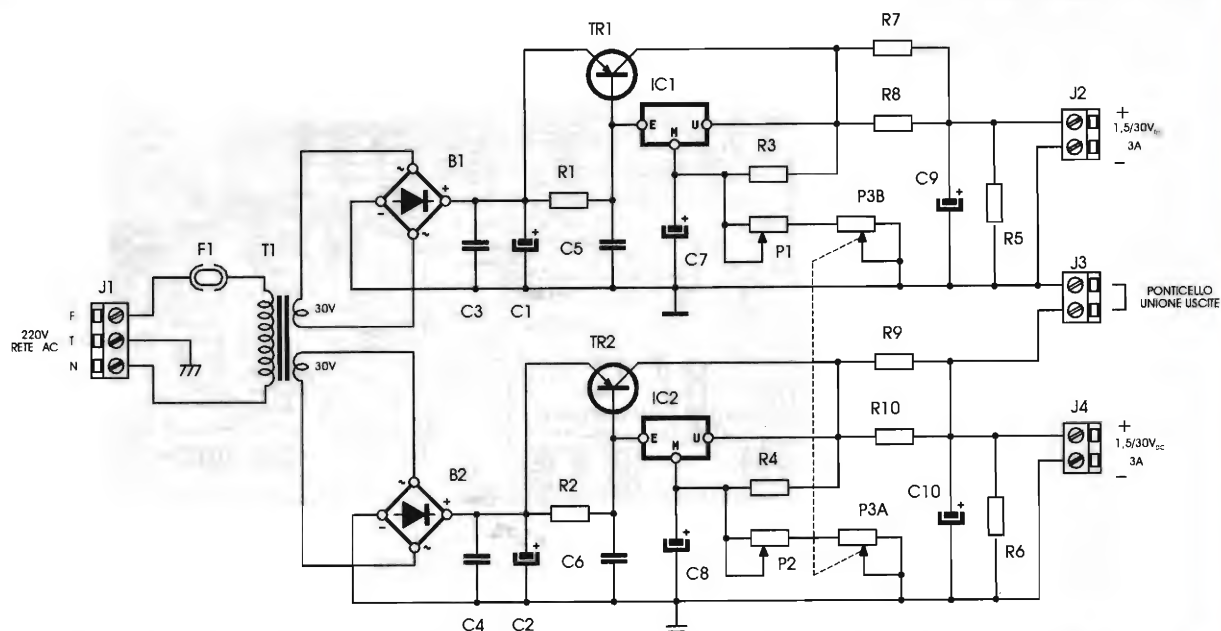 R7
TR1
IC1
J2
R8
+
1,5/30V DC
3A
−
E M U
B1
~
+
−
~
R1
R3
C9
+
P3B
R5
C5
C7
+
P1
F1
T1
J1
30V
C3
C1
+
J3
PONTICELLO
UNIONE USCITE
F
220V
RETE AC
T
N
30V
TR2
R9
IC2
J4
R10
+
1,5/30V DC
3A
−
E M U
B2
~
+
−
~
R2
R4
C10
+
P3A
R6
C6
C8
+
P2
C4
C2
+